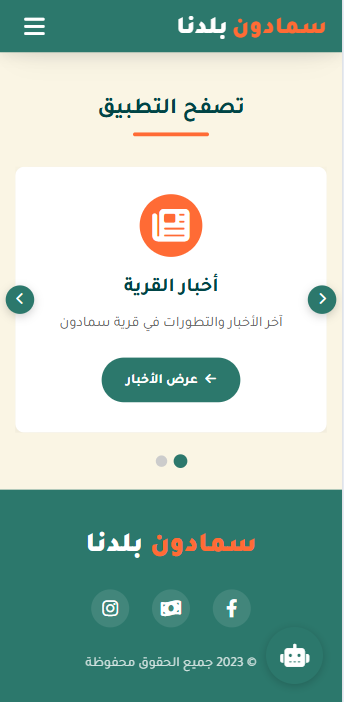 سمادون بلدنا
تصفح التطبيق
أخبار القرية
آخر الأخبار والتطورات في قرية سمادون
عرض الأخبار ←
سمادون بلدنا
© 2023 جميع الحقوق محفوظة